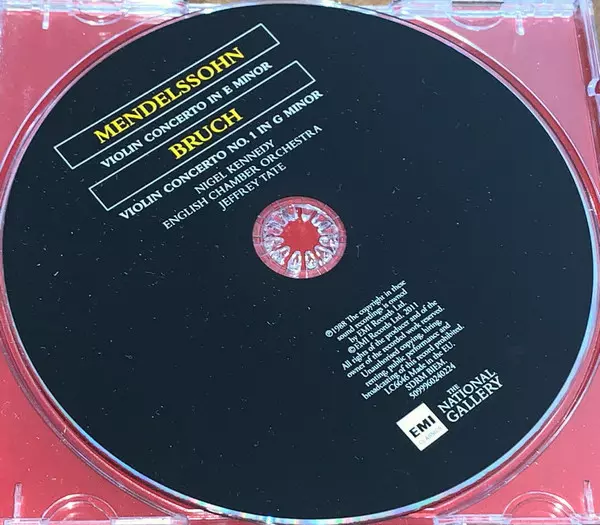 MENDELSSOHN
VIOLIN CONCERTO IN E MINOR
BRUCH
VIOLIN CONCERTO NO. 1 IN G MINOR
NIGEL KENNEDY
ENGLISH CHAMBER ORCHESTRA
JEFFREY TATE
℗1988 The copyright in these
sound recordings is owned
by EMI Records Ltd.
©EMI Records Ltd. 2011
All rights of the producer and of the
owner of the recorded work reserved.
Unauthorised copying, hiring,
renting, public performance and
broadcasting of this record prohibited.
LC6646 Made in the EU.
SDRM BIEM.
5099960240224
EMI
CLASSICS
THE
NATIONAL
GALLERY